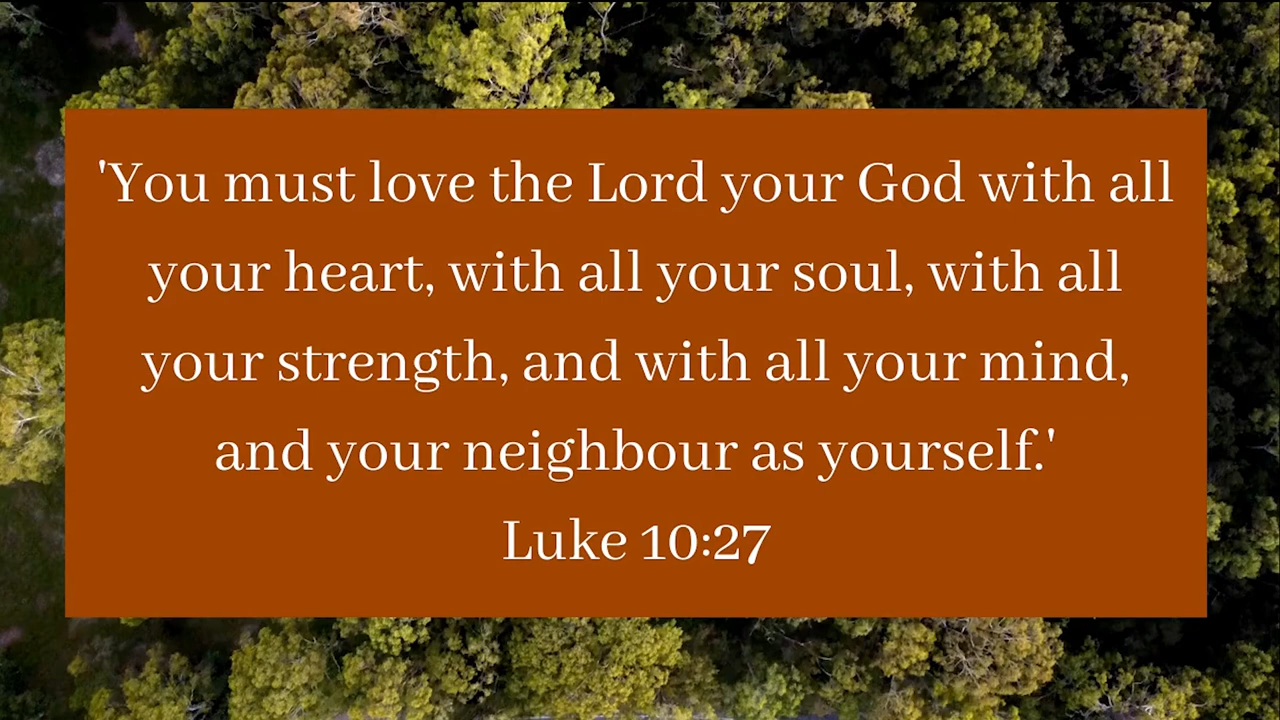 'You must love the Lord your God with all
your heart, with all your soul, with all
your strength, and with all your mind,
and your neighbour as yourself.'
Luke 10:27